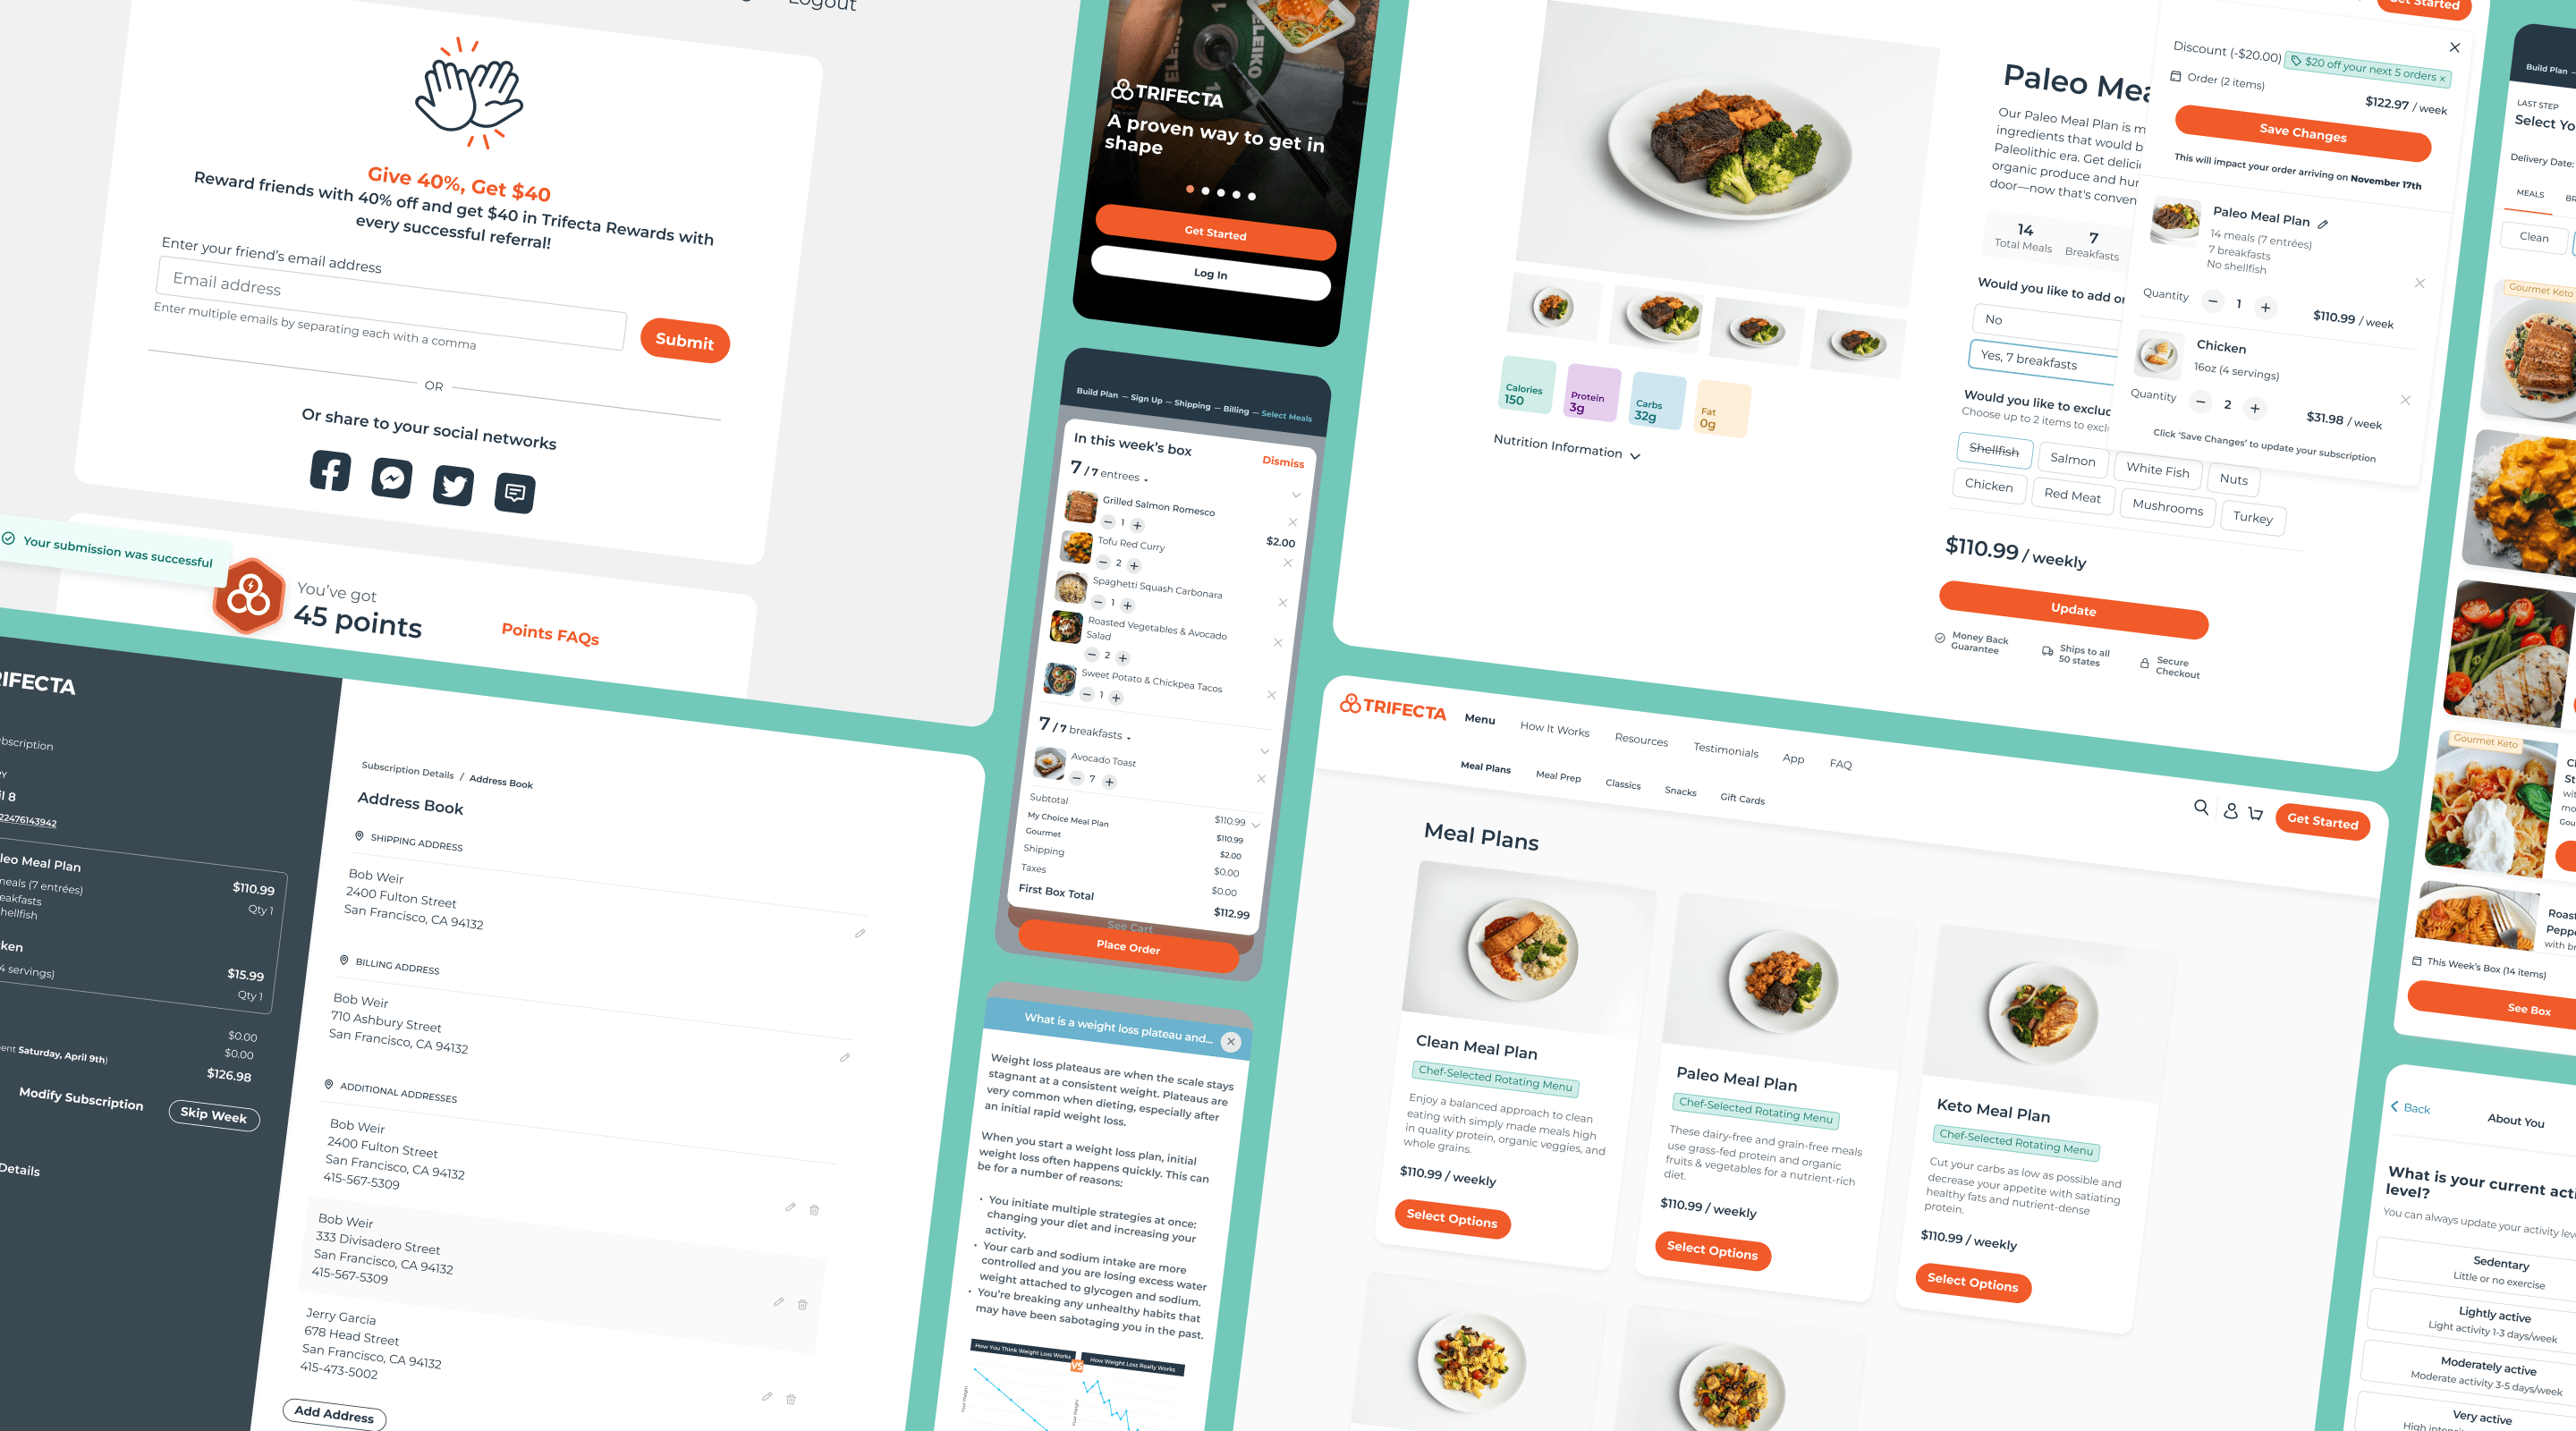 Logout
Give 40%, Get $40
Reward friends with 40% off and get $40 in Trifecta Rewards with
every successful referral!
Enter your friend's email address
Email address
Enter multiple emails by separating each with a comma
Submit
OR
Or share to your social networks
Your submission was successful
You've got
45 points
Points FAQs
$110.99
Qty 1
$15.99
Qty 1
$0.00
$0.00
Saturday, April 9th)
$126.98
Modify Subscription
Skip Week
Details
Subscription Details / Address Book
Address Book
SHIPPING ADDRESS
Bob Weir
2400 Fulton Street
San Francisco, CA 94132
BILLING ADDRESS
Bob Weir
710 Ashbury Street
San Francisco, CA 94132
ADDITIONAL ADDRESSES
Bob Weir
2400 Fulton Street
San Francisco, CA 94132
415-567-5309
Bob Weir
333 Divisadero Street
San Francisco, CA 94132
415-567-5309
Jerry Garcia
678 Head Street
San Francisco, CA 94132
415-473-5002
Add Address
ELEIKO
ELEIKO
TRIFECTA
A proven way to get in
shape
Get Started
Log In
Build Plan — Sign Up — Shipping — Billing — Select Meals
In this week's box
Dismiss
7 / 7 entrees
Grilled Salmon Romesco
1
$2.00
Tofu Red Curry
2
Spaghetti Squash Carbonara
1
Roasted Vegetables & Avocado
Salad
2
Sweet Potato & Chickpea Tacos
1
7 / 7 breakfasts
Avocado Toast
7
Subtotal $110.99
My Choice Meal Plan $110.99
Gourmet $2.00
Shipping $0.00
Taxes $0.00
First Box Total $112.99
See Cart
Place Order
What is a weight loss plateau and...
Weight loss plateaus are when the scale stays
stagnant at a consistent weight. Plateaus are
very common when dieting, especially after
an initial rapid weight loss.
When you start a weight loss plan, initial
weight loss often happens quickly. This can
be for a number of reasons:
• You initiate multiple strategies at once:
changing your diet and increasing your
activity.
• Your carb and sodium intake are more
controlled and you are losing excess water
weight attached to glycogen and sodium.
• You're breaking any unhealthy habits that
may have been sabotaging you in the past.
How You Think Weight Loss Works
VS
How Weight Loss Really Works
Your Weight
Your Weight
Calories
150
Protein
3g
Carbs
32g
Fat
0g
Nutrition Information
Paleo
Our Paleo Meal Plan is
ingredients that would
Paleolithic era. Get
organic produce and
door—now that's
14
Total Meals
7
Breakfasts
Would you like to add
No
Yes, 7 breakfasts
Would you like to
Choose up to 2 items to
Shellfish
Salmon
White Fish
Nuts
Chicken
Red Meat
Mushrooms
Turkey
$110.99 / weekly
Update
Money Back
Guarantee
Ships to all
50 states
Secure
Checkout
Get Started
Discount (-$20.00)
$20 off your next 5 orders ×
Order (2 items)
$122.97 / week
Save Changes
This will impact your order arriving on November 17th
Paleo Meal Plan
14 meals (7 entrées)
7 breakfasts
No shellfish
Quantity
1
$110.99 / week
Chicken
16oz (4 servings)
Quantity
2
$31.98 / week
Click 'Save Changes' to update your subscription
TRIFECTA
Menu
How It Works
Resources
Testimonials
App
FAQ
Meal Plans
Meal Prep
Classics
Snacks
Gift Cards
Get Started
Meal Plans
Clean Meal Plan
Chef-Selected Rotating Menu
Enjoy a balanced approach to clean
eating with simply made meals high
in quality protein, organic veggies, and
whole grains.
$110.99 / weekly
Select Options
Paleo Meal Plan
Chef-Selected Rotating Menu
These dairy-free and grain-free meals
use grass-fed protein and organic
fruits & vegetables for a nutrient-rich
diet.
$110.99 / weekly
Select Options
Keto Meal Plan
Chef-Selected Rotating Menu
Cut your carbs as low as possible and
decrease your appetite with satiating
healthy fats and nutrient-dense
protein.
$110.99 / weekly
Select Options
Build Plan —
LAST STEP
Select
Delivery Date:
MEALS
Clean
Gourmet Keto
Gourmet Keto
with
This Week's Box (14 items)
See Box
Back
About You
What is your current
level?
You can always update your activity
Sedentary
Little or no exercise
Lightly active
Light activity 1-3 days/week
Moderately active
Moderate activity 3-5 days/week
Very active
High